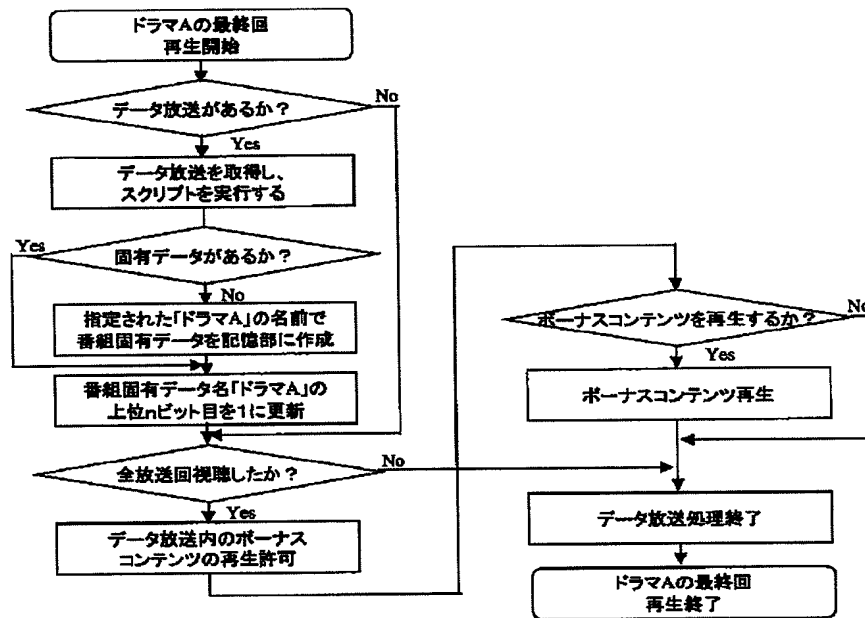 ドラマAの最終回
再生開始
データ放送があるか？
No
Yes
データ放送を取得し、
スクリプトを実行する
Yes
固有データがあるか？
No
指定された「ドラマA」の名前で
番組固有データを記憶部に作成
番組固有データ名「ドラマA」の
上位nビット目を1に更新
全放送回視聴したか？
No
Yes
データ放送内のボーナス
コンテンツの再生許可
ボーナスコンテンツを再生するか？
No
Yes
ボーナスコンテンツ再生
データ放送処理終了
ドラマAの最終回
再生終了